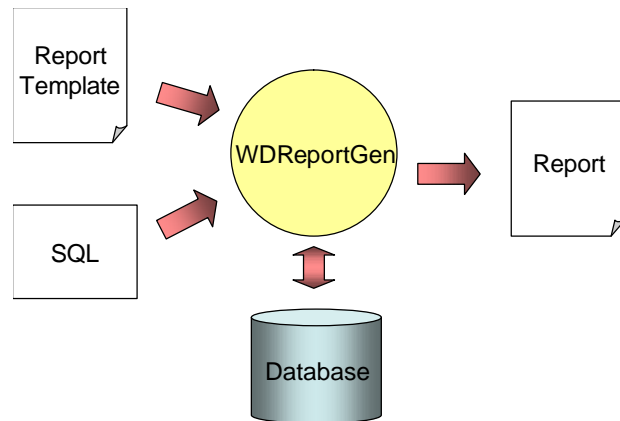 Report
Template
WDReportGen
Report
SQL
Database